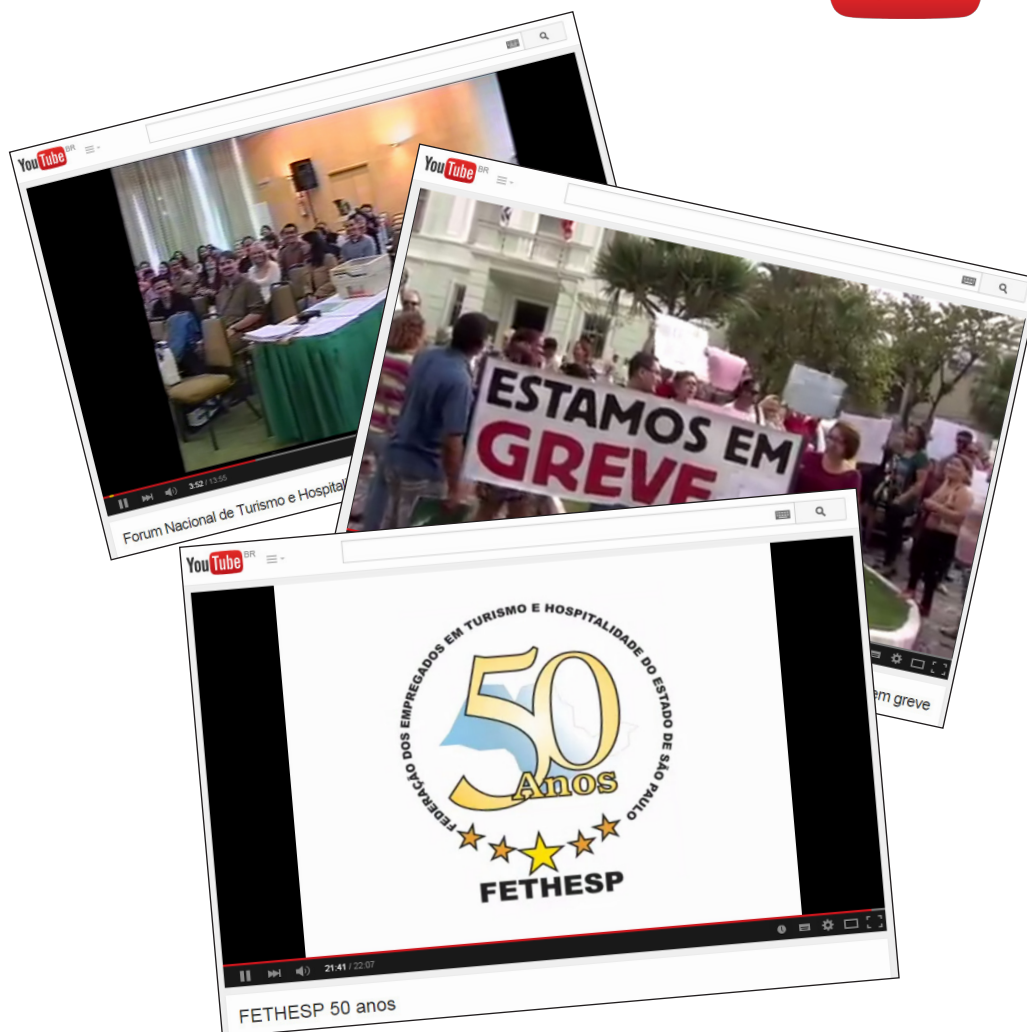 YouTube BR
3:52 / 13:55
Forum Nacional de Turismo e Hospitali
YouTube BR
ESTAMOS EM
GREVE
em greve
YouTube BR
FEDERAÇÃO DOS EMPREGADOS EM TURISMO E HOSPITALIDADE DO ESTADO DE SÃO PAULO
50
Anos
FETHESP
21:41 / 22:07
FETHESP 50 anos